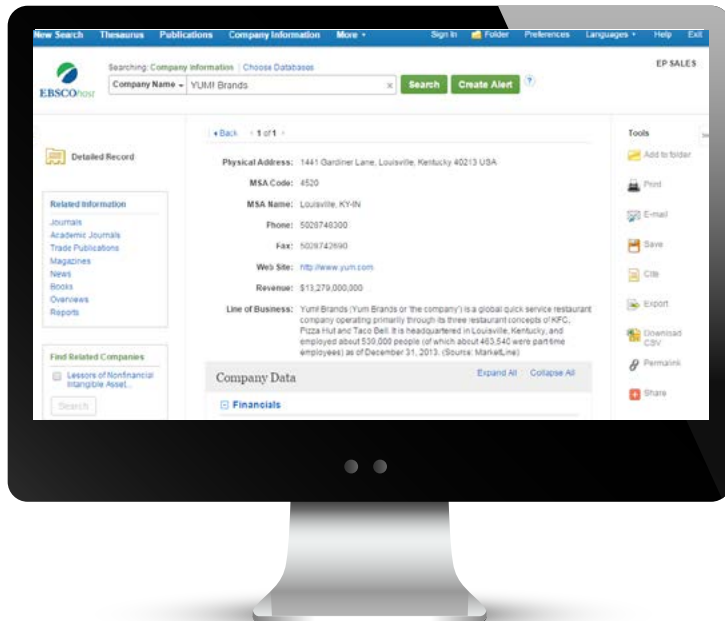 New Search Thesaurus Publications Company Information More Sign In Folder Preferences Languages Help Exit
Searching: Company Information | Choose Databases
EP SALES
EBSCOhost
Company Name YUM! Brands x Search Create Alert ?
Back 1 of 1
Tools
Detailed Record
Add to folder
Physical Address: 1441 Gardiner Lane, Louisville, Kentucky 40213 USA
Print
MSA Code: 4520
Related Information
MSA Name: Louisville, KY-IN
E-mail
Journals
Academic Journals
Phone: 5028748300
Trade Publications
Fax: 5028742690
Save
Magazines
News
Web Site: http://www.yum.com
Cite
Books
Revenue: $13,279,000,000
Overviews
Reports
Export
Line of Business: Yum! Brands (Yum Brands or 'the company') is a global quick service restaurant
company operating primarily through its three restaurant concepts of KFC,
Pizza Hut and Taco Bell. It is headquartered in Louisville, Kentucky, and
employed about 539,000 people (of which about 463,540 were part-time
employees) as of December 31, 2013. (Source: MarketLine)
Download
CSV
Find Related Companies
Permalink
Lessors of Nonfinancial
Intangible Asset...
Company Data Expand All Collapse All
Share
Search
Financials